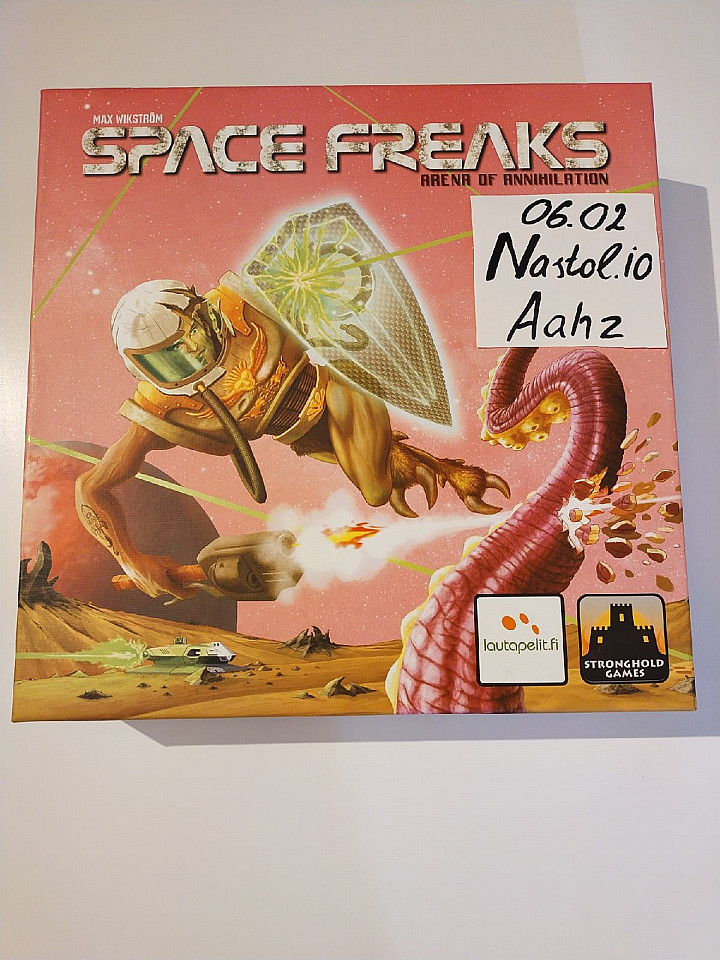 MAX WIKSTRÖM
SPACE FREAKS
ARENA OF ANNIHILATION
06.02
Nastol.io
Aahz
lautapelit.fi
STRONGHOLD
GAMES